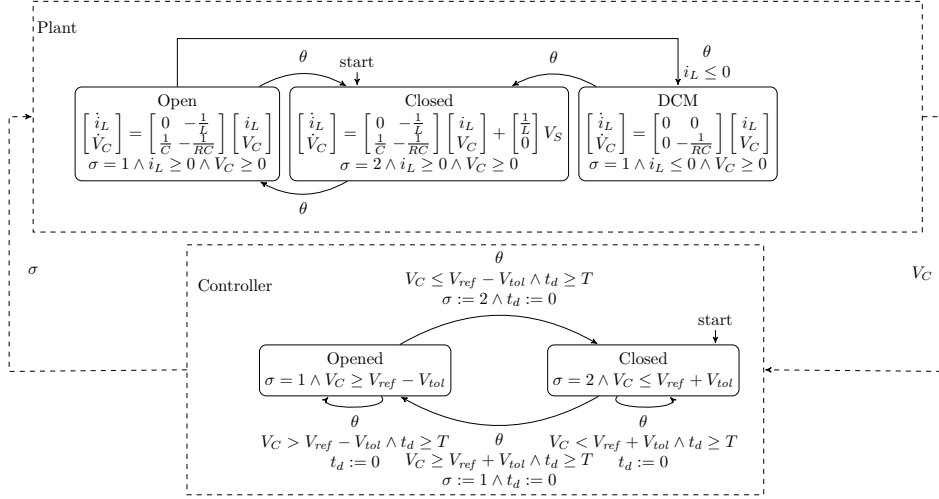 Plant
θ
i_L ≤ 0
θ
start
θ
Open
[i̇_L; V̇_C] = [0 -1/L; 1/C -1/RC] [i_L; V_C]
σ = 1 ∧ i_L ≥ 0 ∧ V_C ≥ 0
Closed
[i̇_L; V̇_C] = [0 -1/L; 1/C -1/RC] [i_L; V_C] + [1/L; 0] V_S
σ = 2 ∧ i_L ≥ 0 ∧ V_C ≥ 0
DCM
[i̇_L; V̇_C] = [0 0; 0 -1/RC] [i_L; V_C]
σ = 1 ∧ i_L ≤ 0 ∧ V_C ≥ 0
θ
σ
V_C
Controller
θ
V_C ≤ V_ref − V_tol ∧ t_d ≥ T
σ := 2 ∧ t_d := 0
start
Opened
σ = 1 ∧ V_C ≥ V_ref − V_tol
Closed
σ = 2 ∧ V_C ≤ V_ref + V_tol
θ
V_C > V_ref − V_tol ∧ t_d ≥ T
t_d := 0
θ
V_C ≥ V_ref + V_tol ∧ t_d ≥ T
σ := 1 ∧ t_d := 0
θ
V_C < V_ref + V_tol ∧ t_d ≥ T
t_d := 0